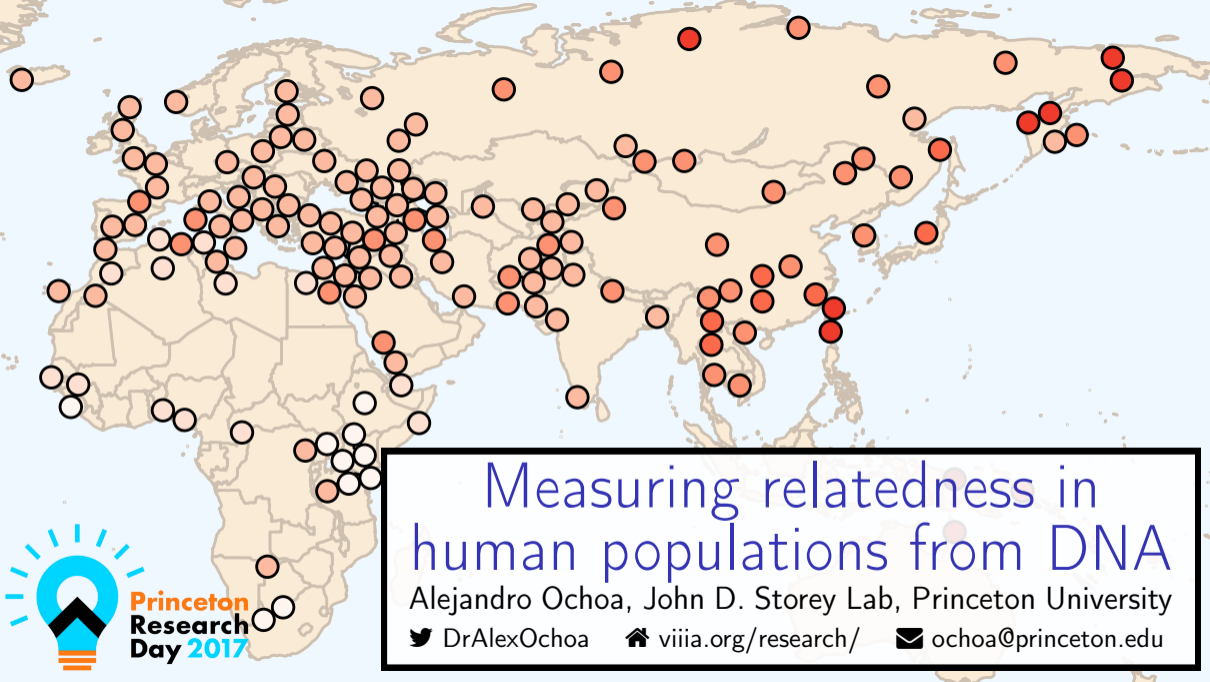 Measuring relatedness in
human populations from DNA
Alejandro Ochoa, John D. Storey Lab, Princeton University
DrAlexOchoa viiia.org/research/ ochoa@princeton.edu
Princeton
Research
Day 2017